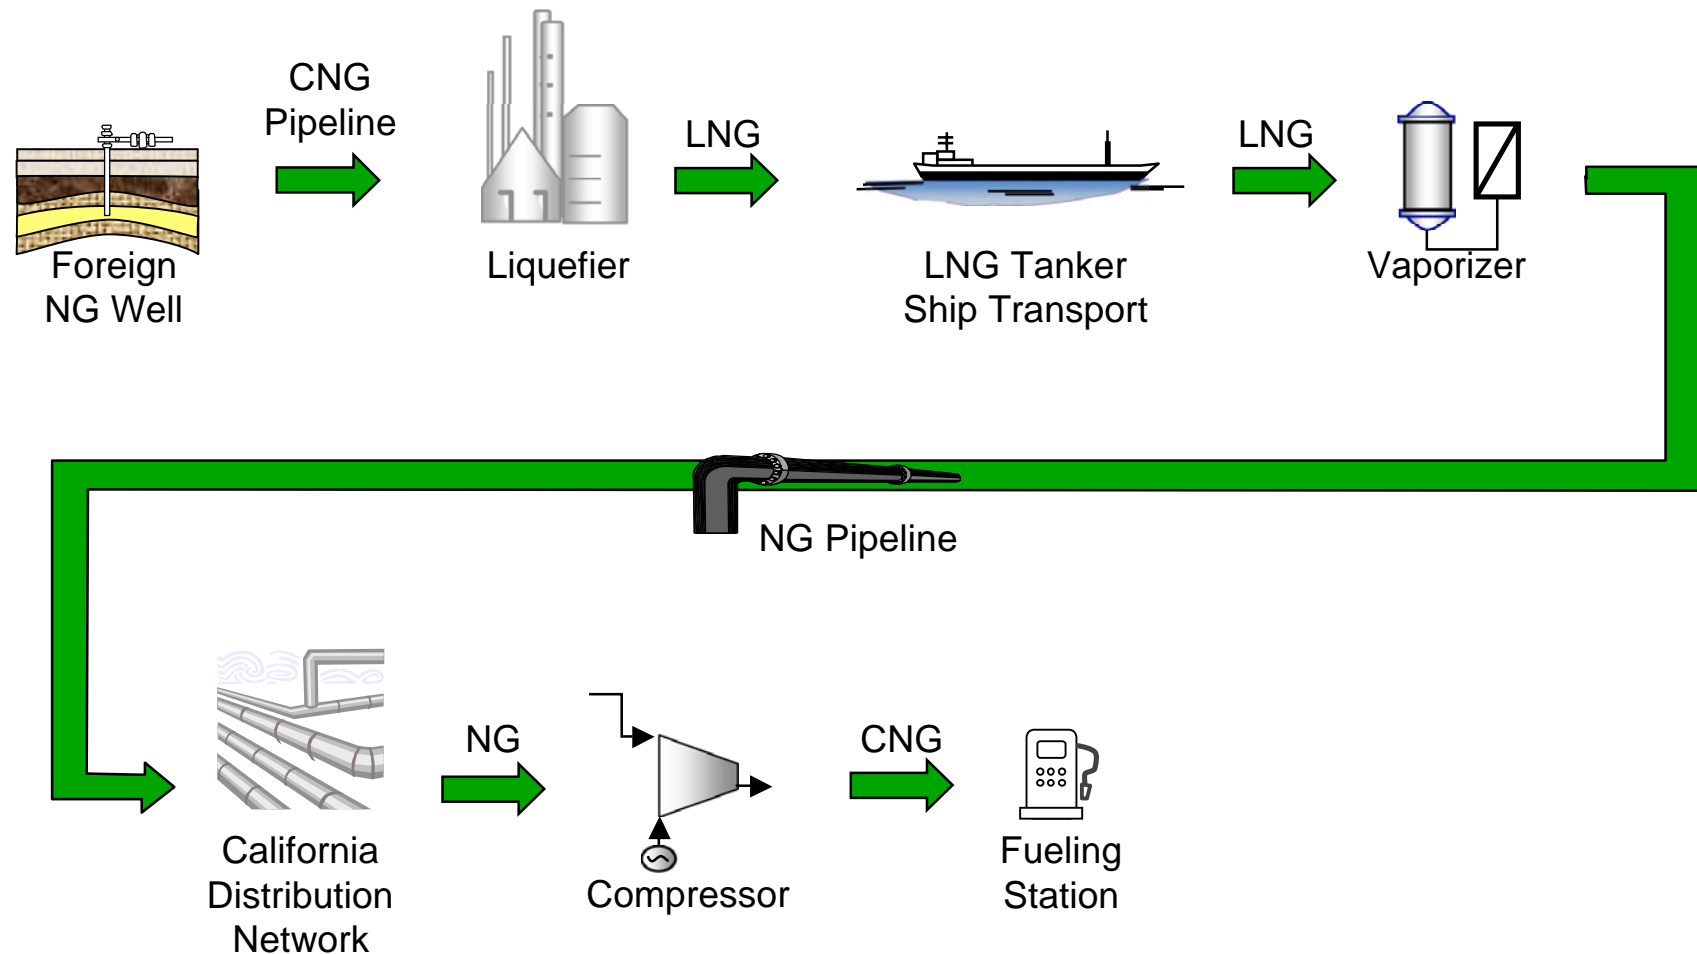 CNG
Pipeline
LNG
LNG
Foreign
NG Well
Liquefier
LNG Tanker
Ship Transport
Vaporizer
NG Pipeline
NG
CNG
California
Distribution
Network
Compressor
Fueling
Station